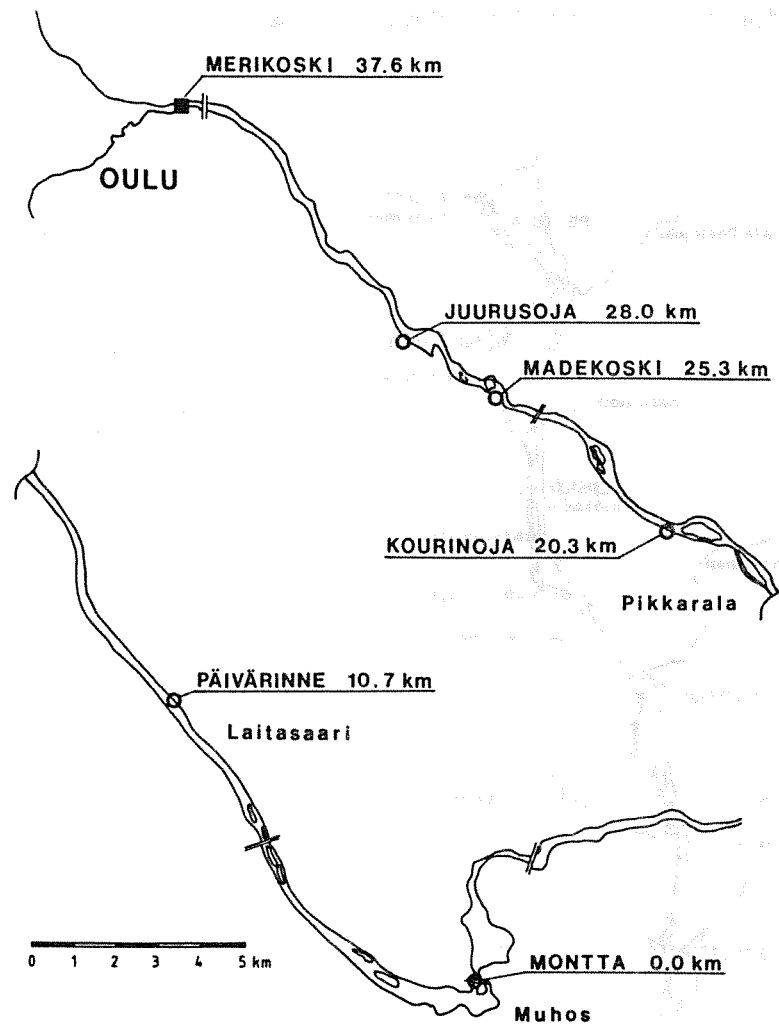 MERIKOSKI 37.6 km
OULU
JUURUSOJA 28.0 km
MADEKOSKI 25.3 km
KOURINOJA 20.3 km
Pikkarala
PÄIVÄRINNE 10.7 km
Laitasaari
0 1 2 3 4 5 km
MONTTA 0.0 km
Muhos